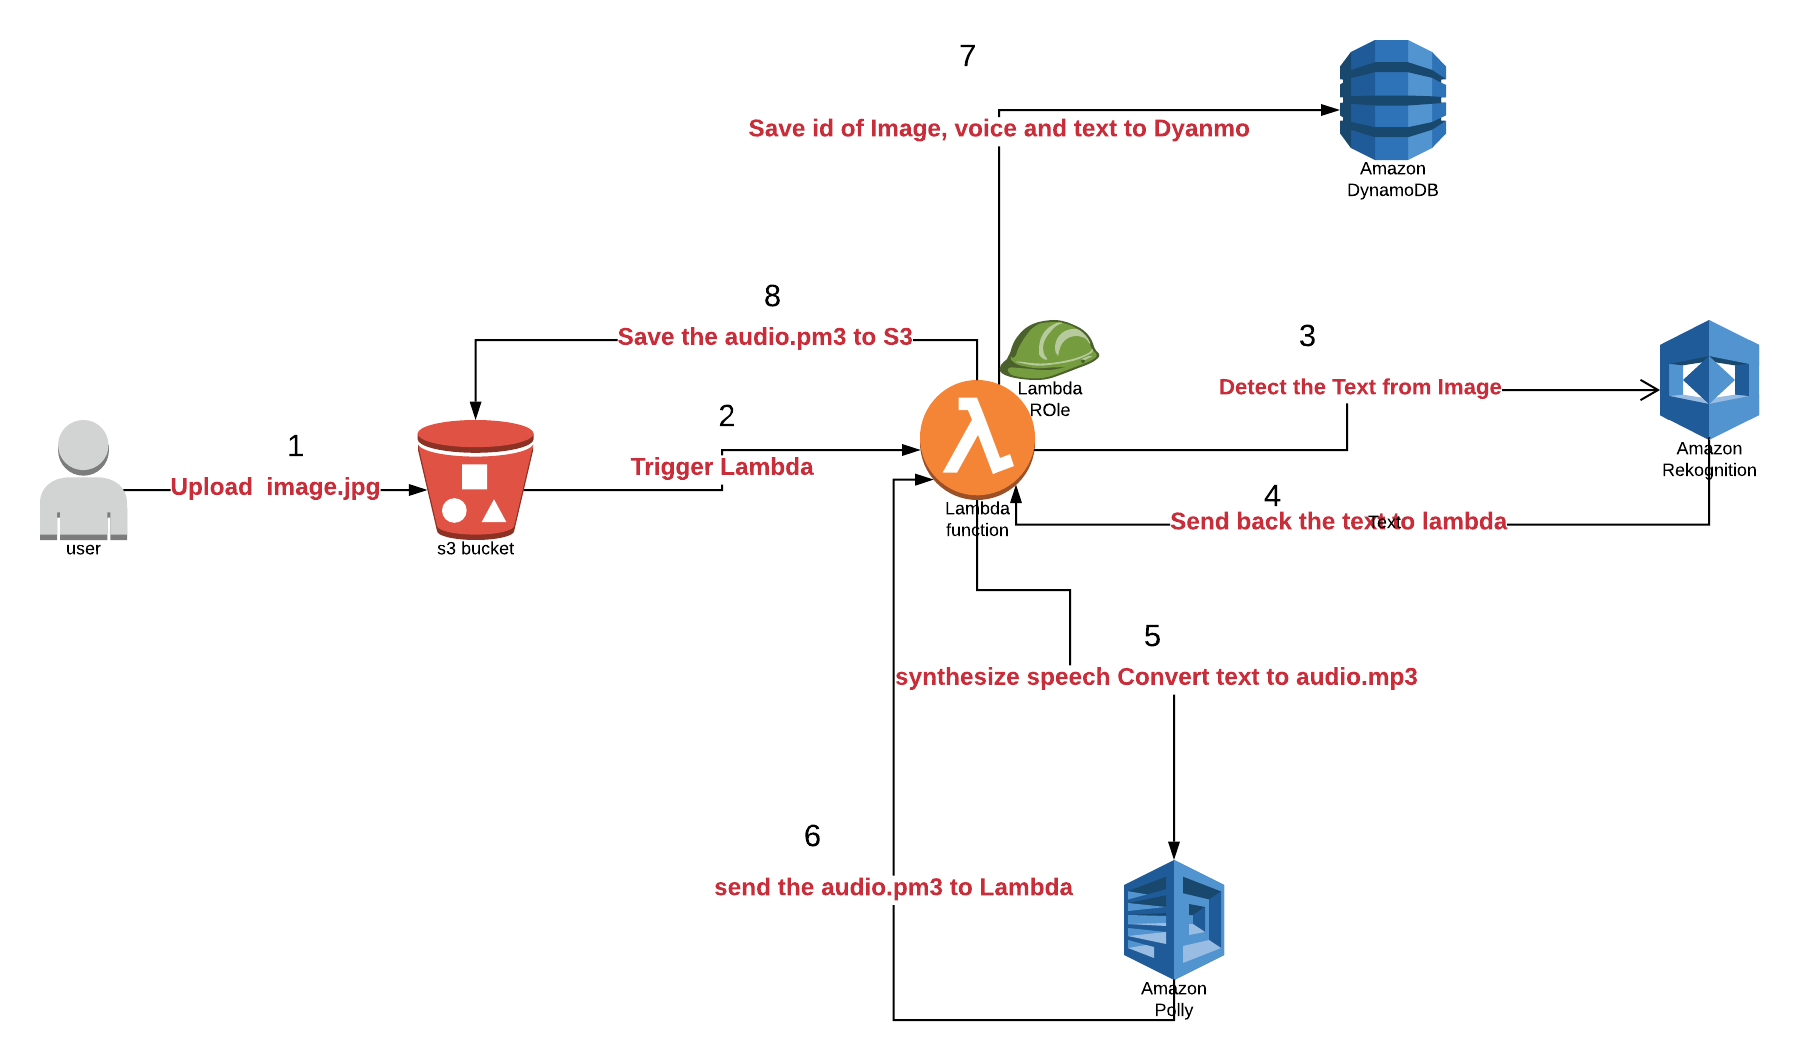 7
Save id of Image, voice and text to Dyanmo
Amazon
DynamoDB
8
Save the audio.pm3 to S3
3
Detect the Text from Image
Lambda
ROle
2
Trigger Lambda
1
Upload  image.jpg
user
s3 bucket
Lambda
function
Amazon
Rekognition
4
Send back the text to lambda
Text
5
synthesize speech Convert text to audio.mp3
6
send the audio.pm3 to Lambda
Amazon
Polly